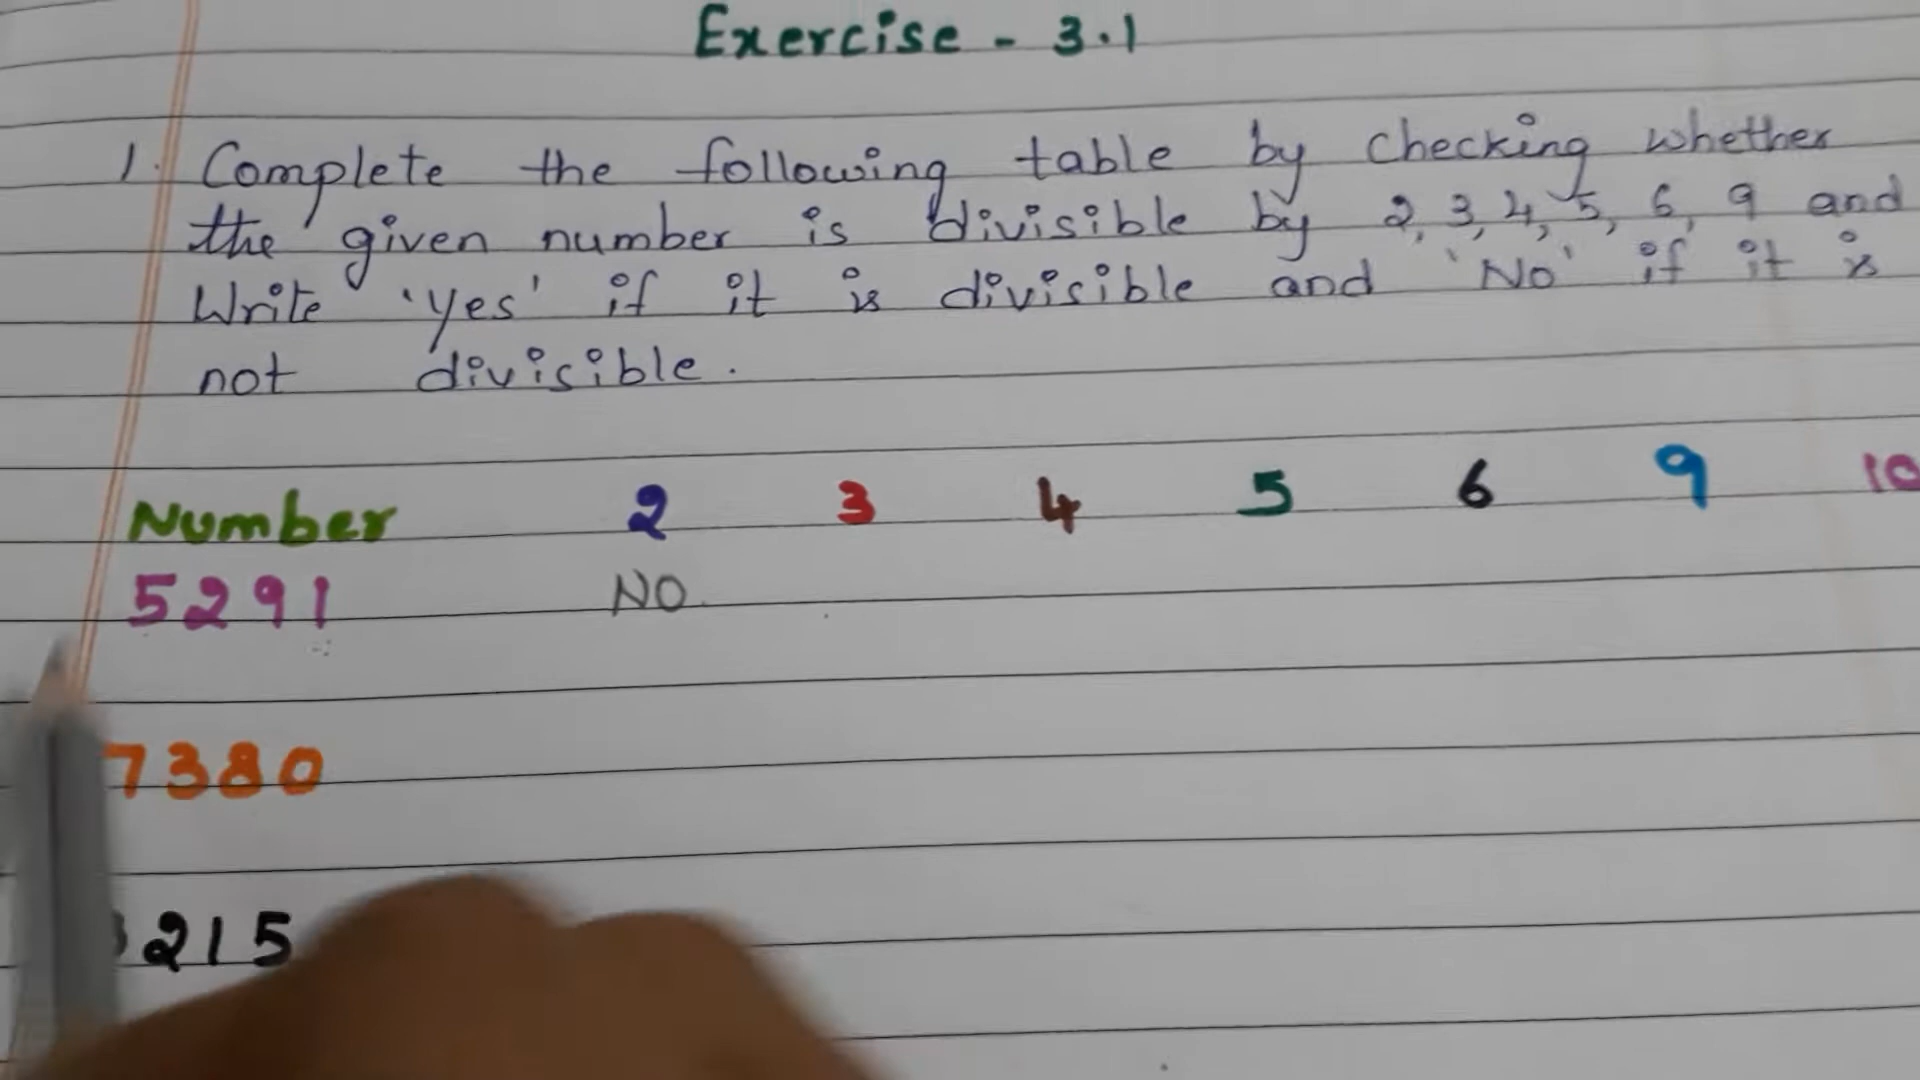 Exercise - 3.1
1. Complete the following table by checking whether
the given number is divisible by 2, 3, 4, 5, 6, 9 and
Write 'yes' if it is divisible and 'No' if it is
not divisible.
Number 2 3 4 5 6 9 10
5291 NO
7380
215